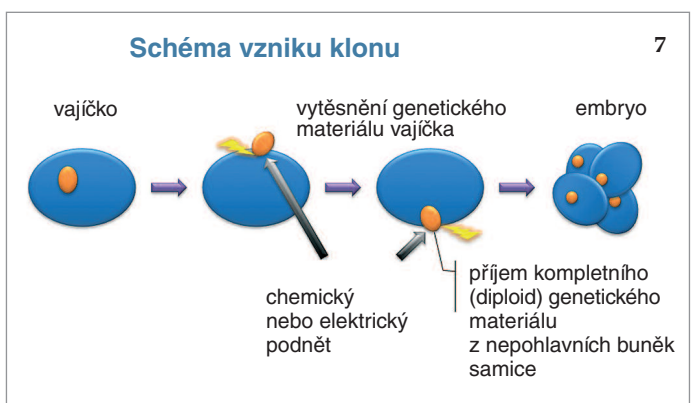 Schéma vzniku klonu
7
vajíčko
vytěsnění genetického
materiálu vajíčka
embryo
chemický
nebo elektrický
podnět
příjem kompletního
(diploid) genetického
materiálu
z nepohlavních buněk
samice